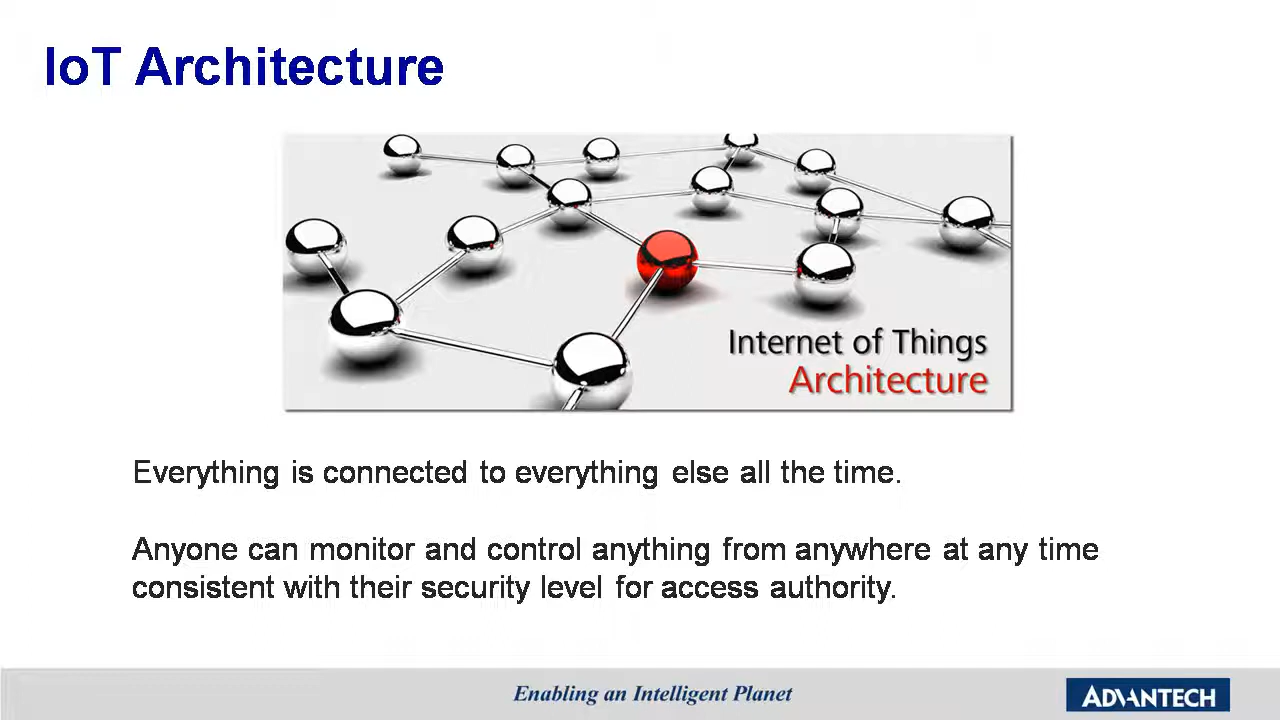 IoT Architecture
Internet of Things
Architecture
Everything is connected to everything else all the time.
Anyone can monitor and control anything from anywhere at any time
consistent with their security level for access authority.
Enabling an Intelligent Planet
ADVANTECH